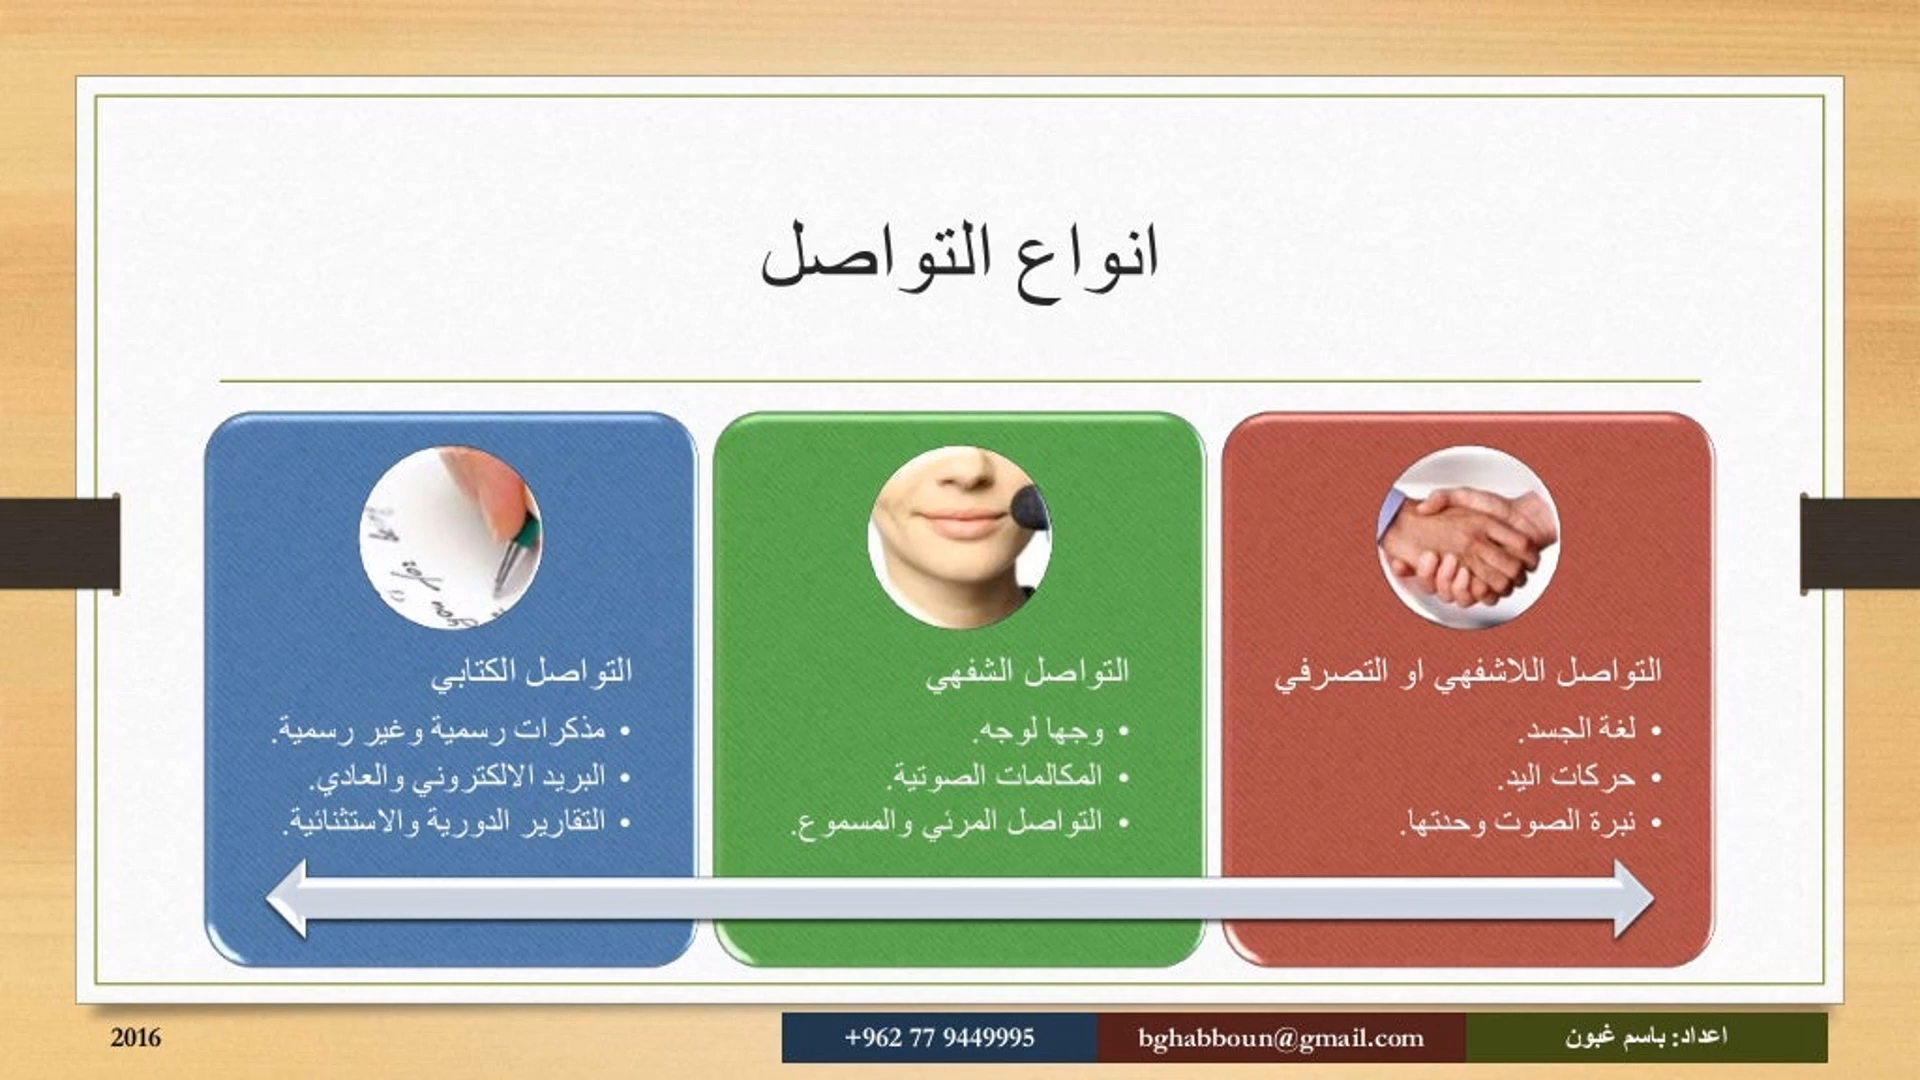 انواع التواصل
التواصل اللاشفهي او التصرفي
• لغة الجسد.
• حركات اليد.
• نبرة الصوت وحدتها.
التواصل الشفهي
• وجها لوجه.
• المكالمات الصوتية.
• التواصل المرئي والمسموع.
التواصل الكتابي
• مذكرات رسمية وغير رسمية.
• البريد الالكتروني والعادي.
• التقارير الدورية والاستثنائية.
اعداد: باسم غبون
bghabboun@gmail.com
+962 77 9449995
2016